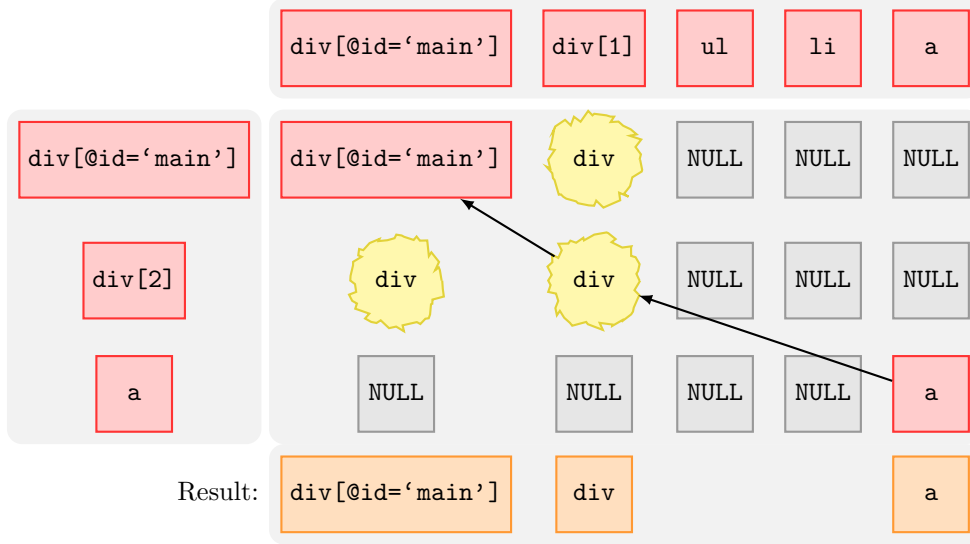 div[@id=‘main’] div[1] ul li a
div[@id=‘main’] div[@id=‘main’] div NULL NULL NULL
div[2] div div NULL NULL NULL
a NULL NULL NULL NULL a
Result: div[@id=‘main’] div a